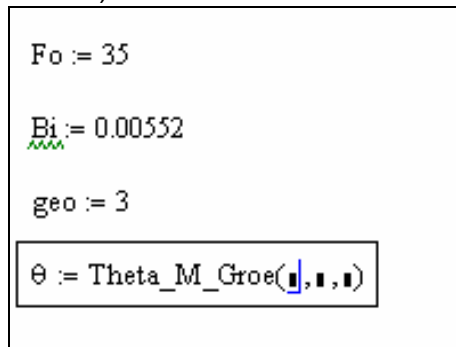 Fo := 35
Bi := 0.00552
geo := 3
θ := Theta_M_Groe(▪,▪,▪)